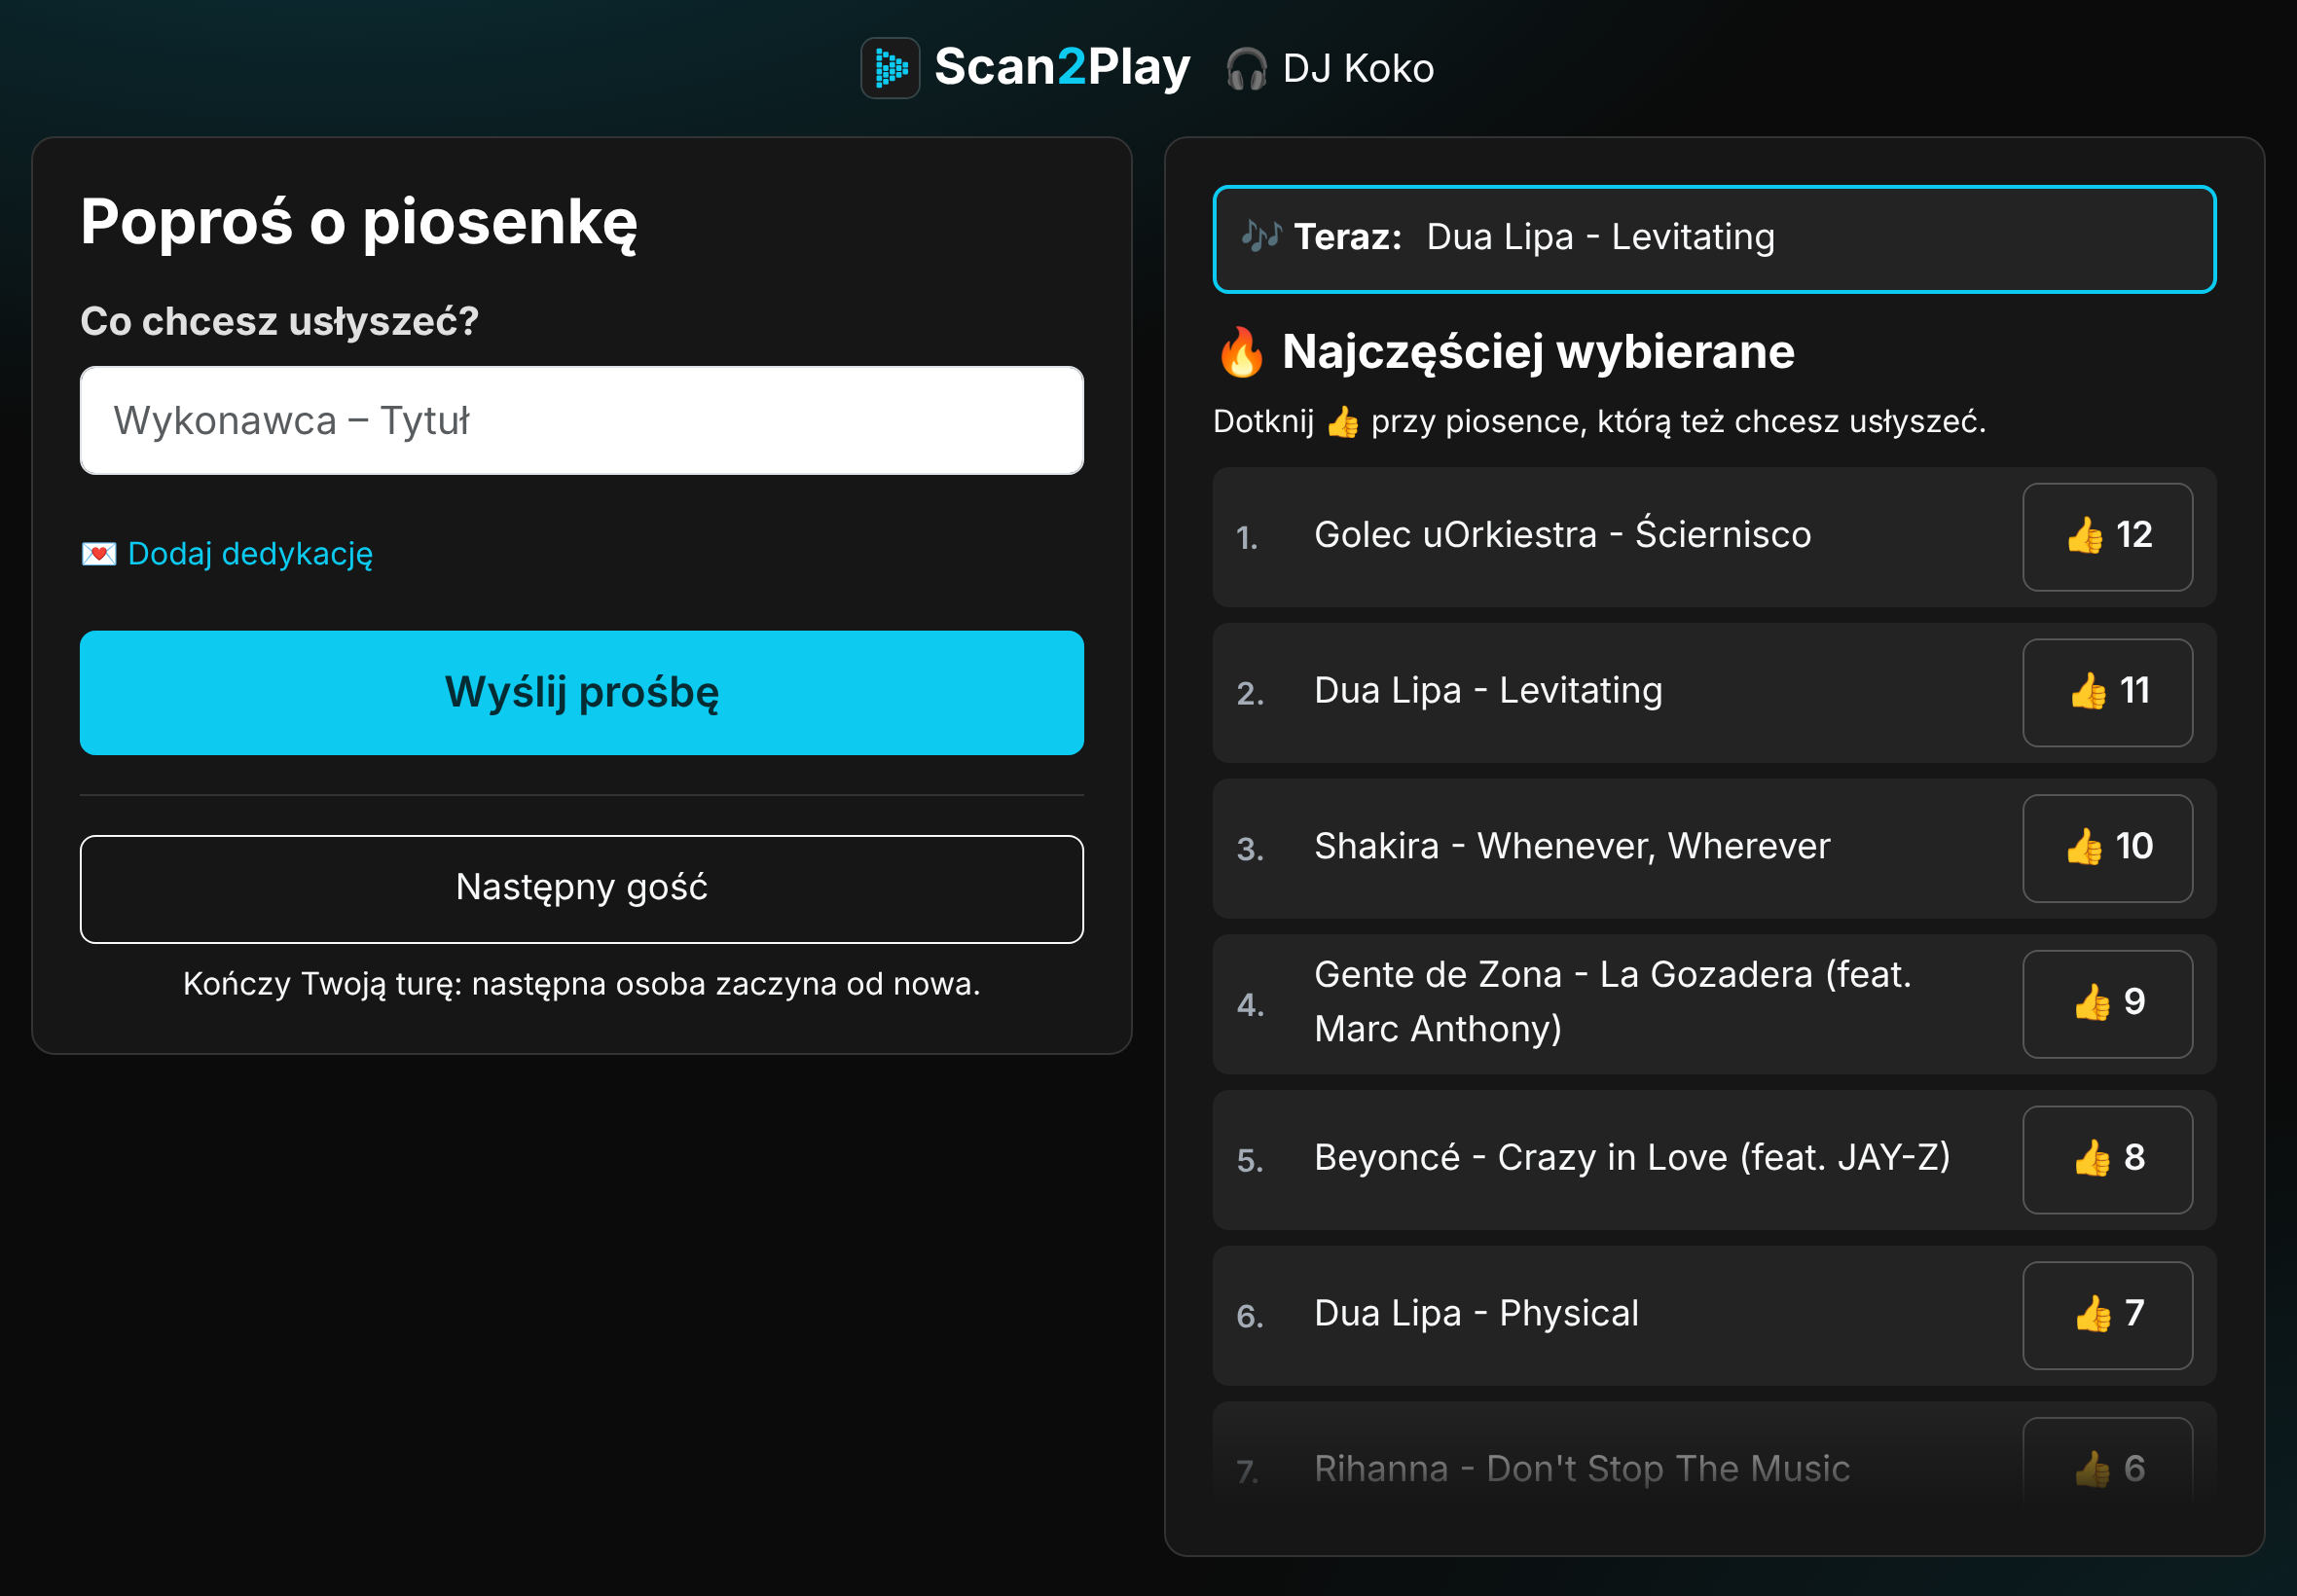 Scan2Play 🎧 DJ Koko
Poproś o piosenkę
Co chcesz usłyszeć?
Wykonawca – Tytuł
💌 Dodaj dedykację
Wyślij prośbę
Następny gość
Kończy Twoją turę: następna osoba zaczyna od nowa.
🎶 Teraz: Dua Lipa - Levitating
🔥 Najczęściej wybierane
Dotknij 👍 przy piosence, którą też chcesz usłyszeć.
1. Golec uOrkiestra - Ściernisco 👍 12
2. Dua Lipa - Levitating 👍 11
3. Shakira - Whenever, Wherever 👍 10
4. Gente de Zona - La Gozadera (feat.
Marc Anthony) 👍 9
5. Beyoncé - Crazy in Love (feat. JAY-Z) 👍 8
6. Dua Lipa - Physical 👍 7
7. Rihanna - Don't Stop The Music 👍 6